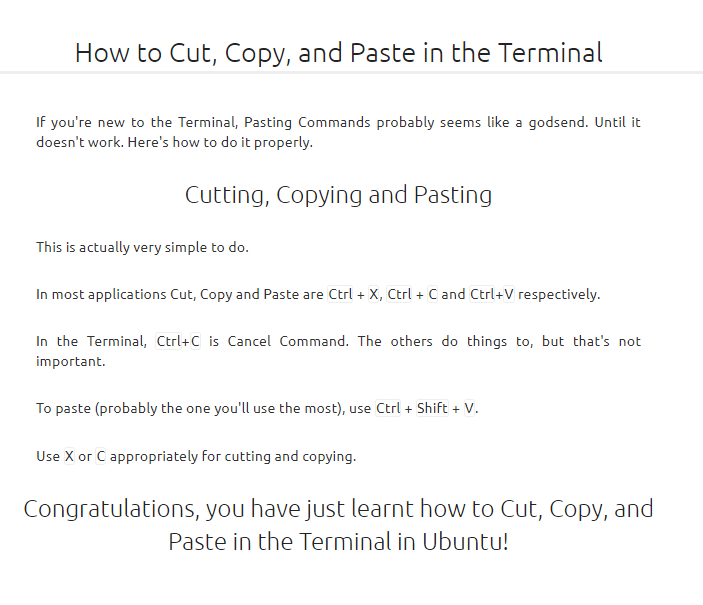 How to Cut, Copy, and Paste in the Terminal
If you're new to the Terminal, Pasting Commands probably seems like a godsend. Until it
doesn't work. Here's how to do it properly.
Cutting, Copying and Pasting
This is actually very simple to do.
In most applications Cut, Copy and Paste are Ctrl + X, Ctrl + C and Ctrl+V respectively.
In the Terminal, Ctrl+C is Cancel Command. The others do things to, but that's not
important.
To paste (probably the one you'll use the most), use Ctrl + Shift + V.
Use X or C appropriately for cutting and copying.
Congratulations, you have just learnt how to Cut, Copy, and
Paste in the Terminal in Ubuntu!